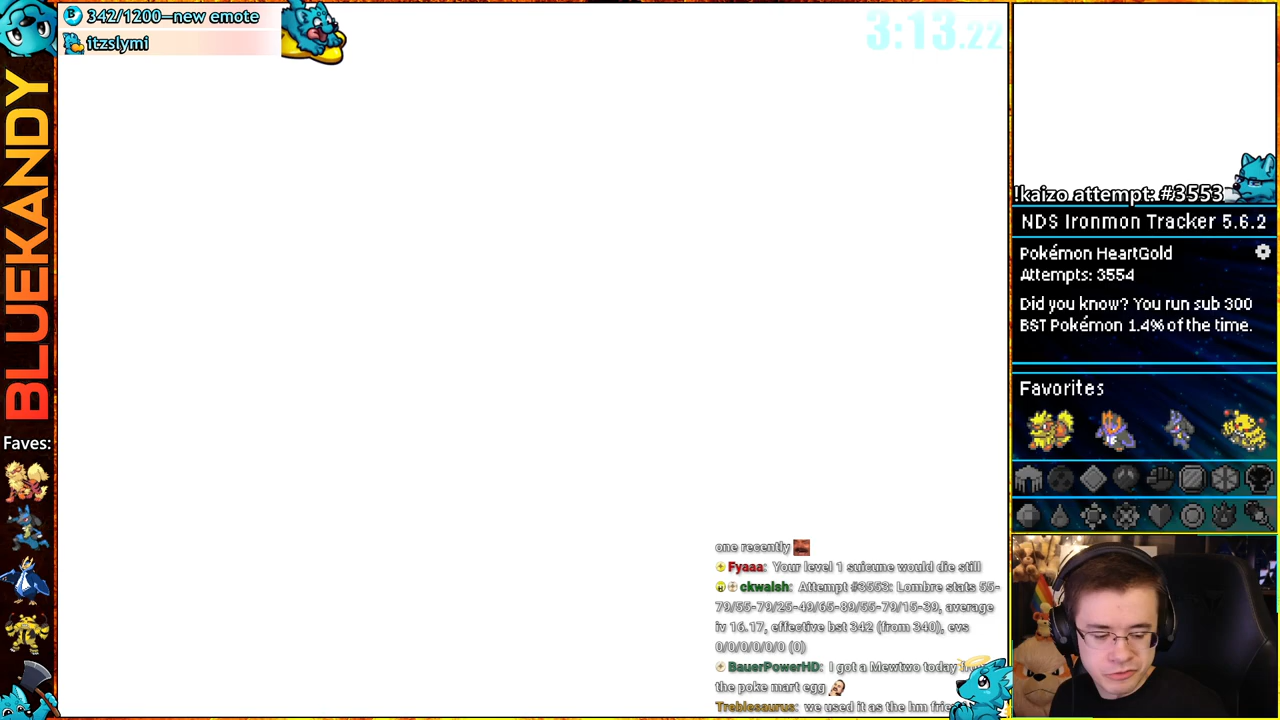 342/1200—new emote
itzslymi
3:13.22
BLUEKANDY
Faves:
!kaizo attempt: #3553
NDS Ironmon Tracker 5.6.2
Pokémon HeartGold
Attempts: 3554
Did you know? You run sub 300
BST Pokémon 1.4% of the time.
Favorites
one recently
Fyaaa: Your level 1 suicune would die still
ckwalsh: Attempt #3553: Lombre stats 55-
79/55-79/25-49/65-89/55-79/15-39, average
iv 16.17, effective bst 342 (from 340), evs
0/0/0/0/0/0 (0)
BauerPowerHD: I got a Mewtwo today
the poke mart egg
Treblesaurus: we used it as the hm